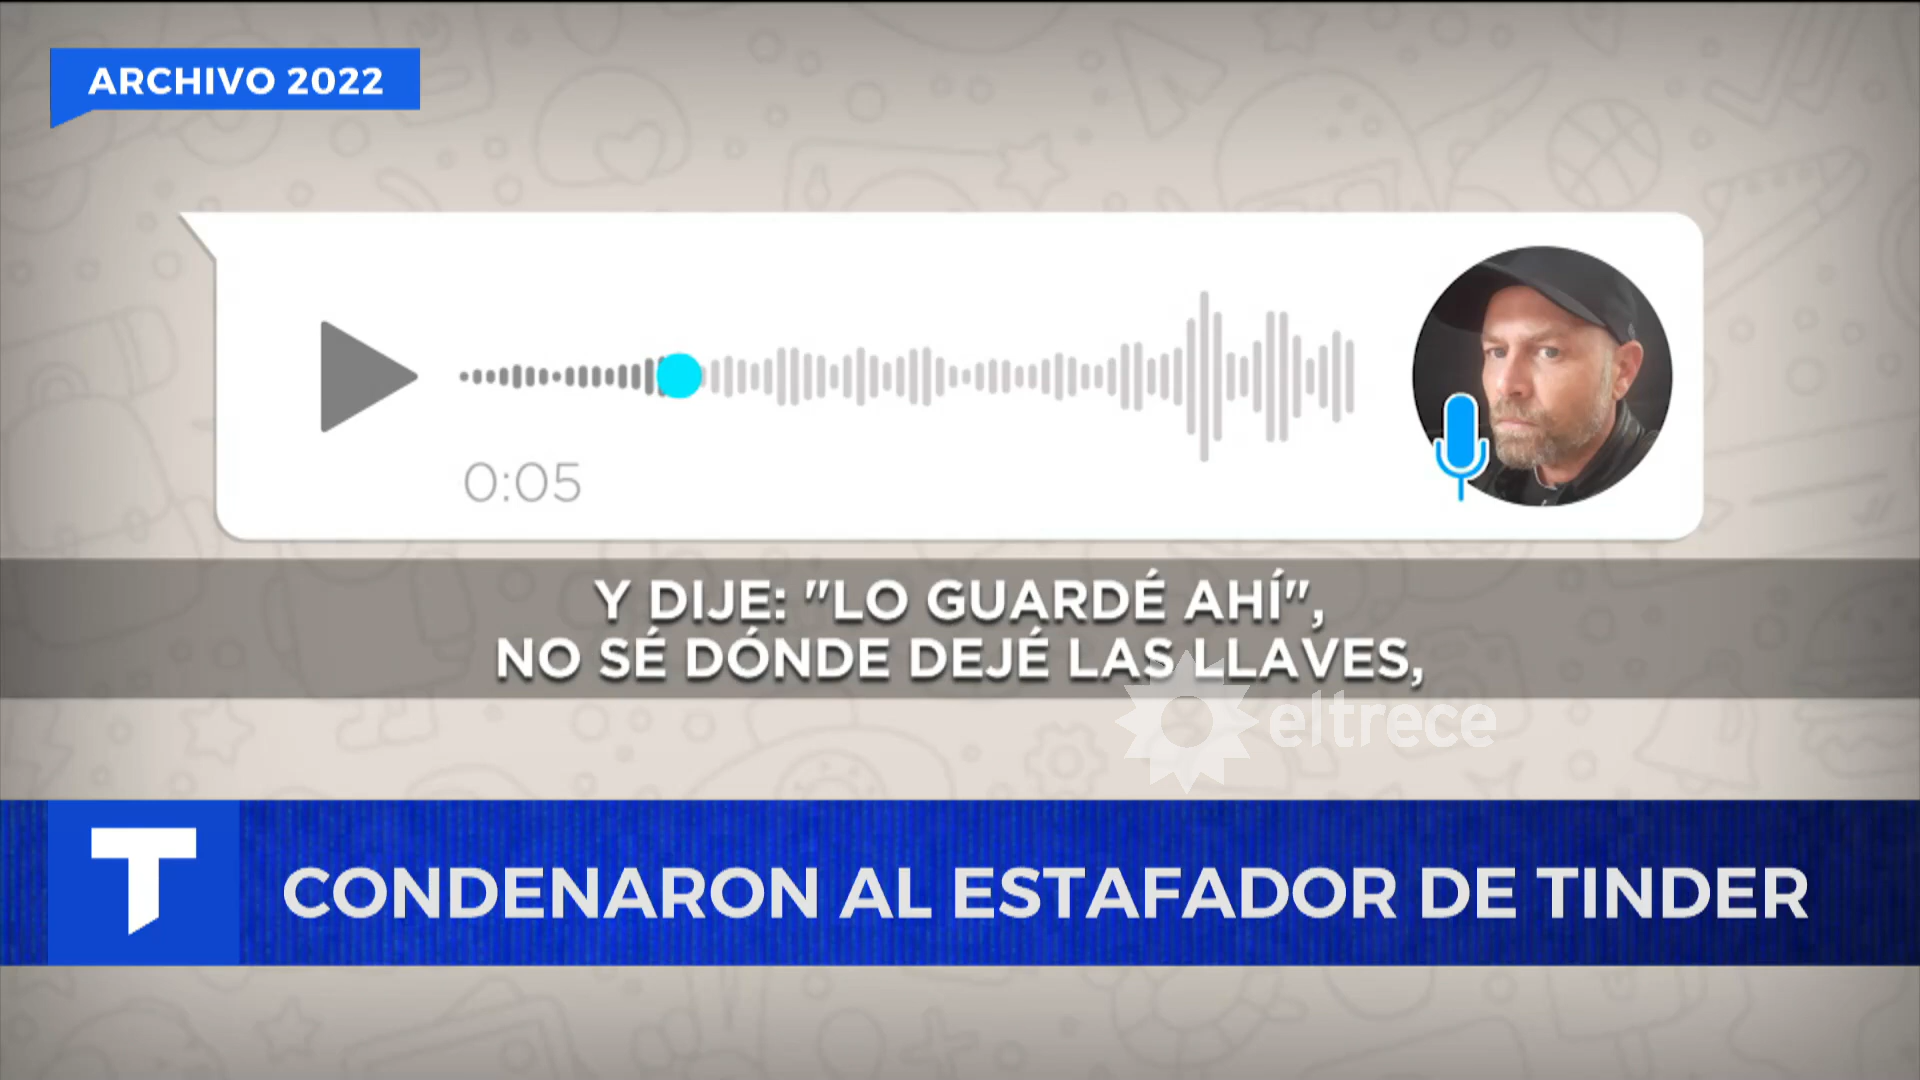 ARCHIVO 2022
0:05
Y DIJE: "LO GUARDÉ AHÍ",
NO SÉ DÓNDE DEJÉ LAS LLAVES,
eltrece
T CONDENARON AL ESTAFADOR DE TINDER